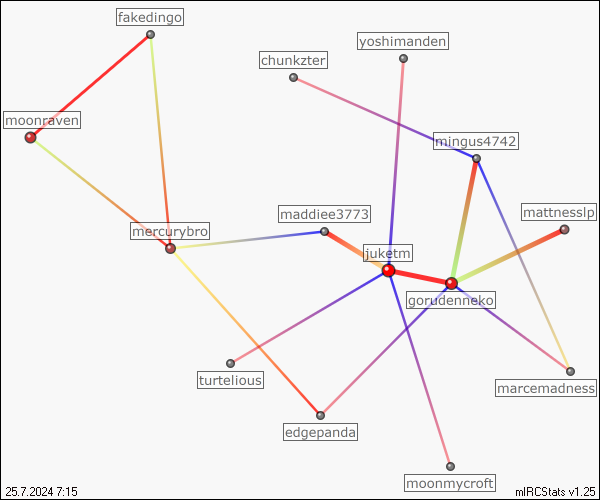 fakedingo
yoshimanden
chunkzter
moonraven
mingus4742
maddiee3773
mattnesslp
mercurybro
juketm
gorudenneko
turtelious
marcemadness
edgepanda
moonmycroft
25.7.2024 7:15
mIRCStats v1.25